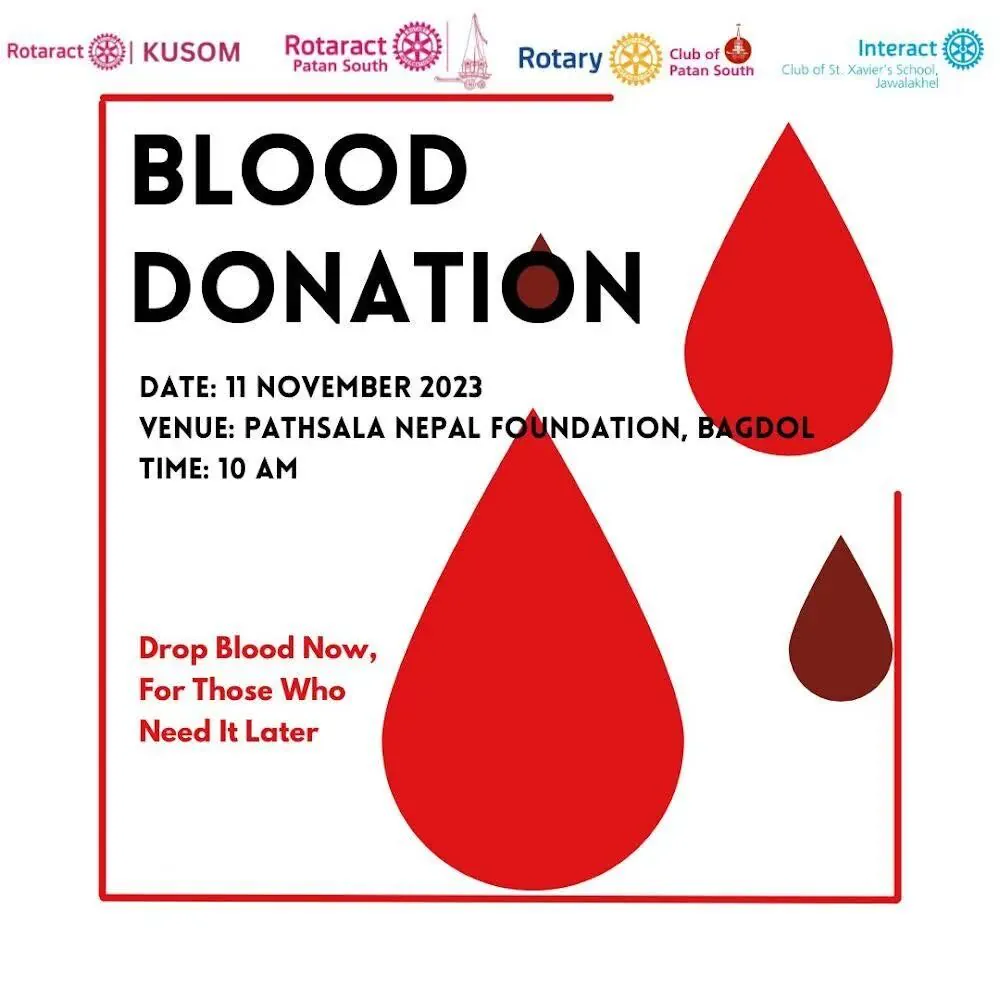 Rotaract | KUSOM
Rotaract
Patan South
Rotary
Club of
Patan South
Interact
Club of St. Xavier's School,
Jawalakhel
BLOOD
DONATION
DATE: 11 NOVEMBER 2023
VENUE: PATHSALA NEPAL FOUNDATION, BAGDOL
TIME: 10 AM
Drop Blood Now,
For Those Who
Need It Later